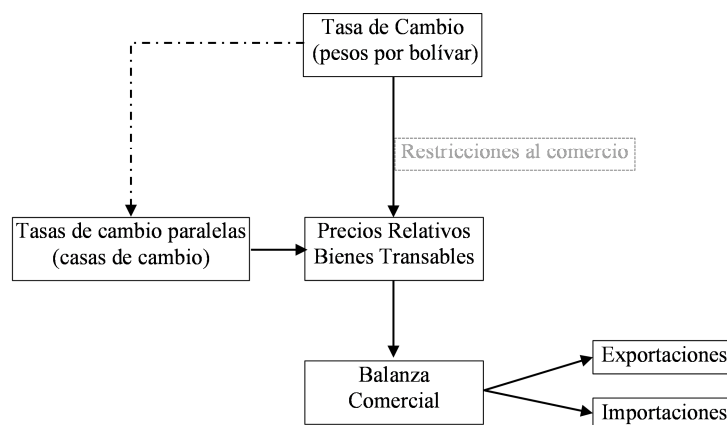 Tasa de Cambio
(pesos por bolívar)
Restricciones al comercio
Tasas de cambio paralelas
(casas de cambio)
Precios Relativos
Bienes Transables
Balanza
Comercial
Exportaciones
Importaciones